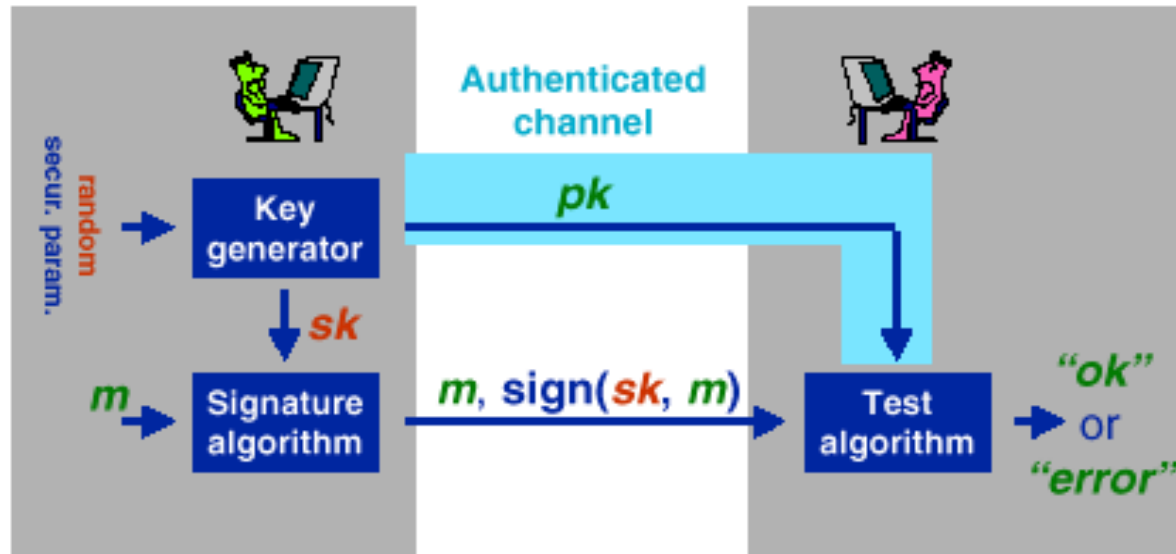 Authenticated
channel
random
secur. param.
Key
generator
pk
sk
m
Signature
algorithm
m, sign(sk, m)
Test
algorithm
“ok”
or
“error”